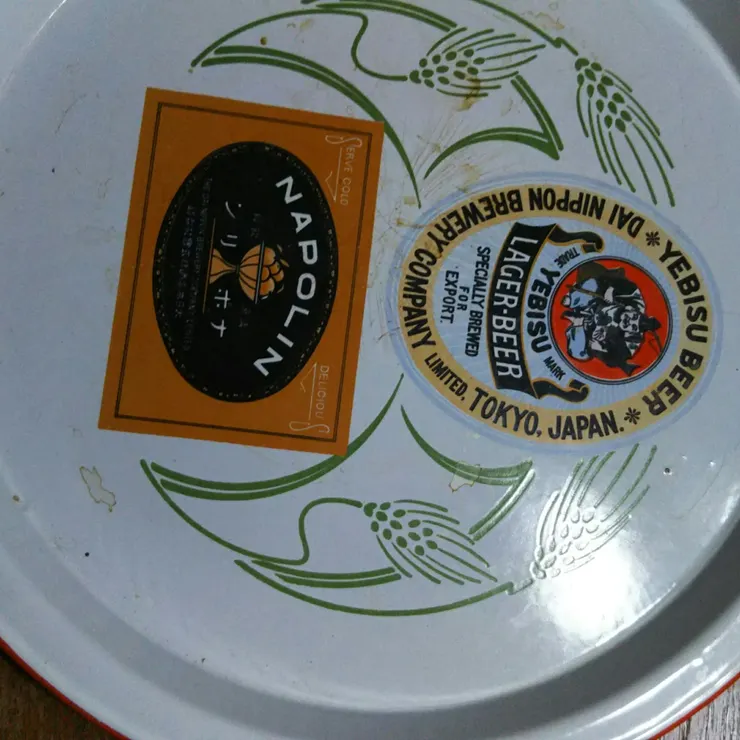 SERVE COLD
NAPOLIN
ナポリン
DELICIOUS
YEBISU BEER
DAI NIPPON BREWERY COMPANY LIMITED, TOKYO, JAPAN.
TRADE MARK
YEBISU
LAGER-BEER
SPECIALLY BREWED
FOR
EXPORT.